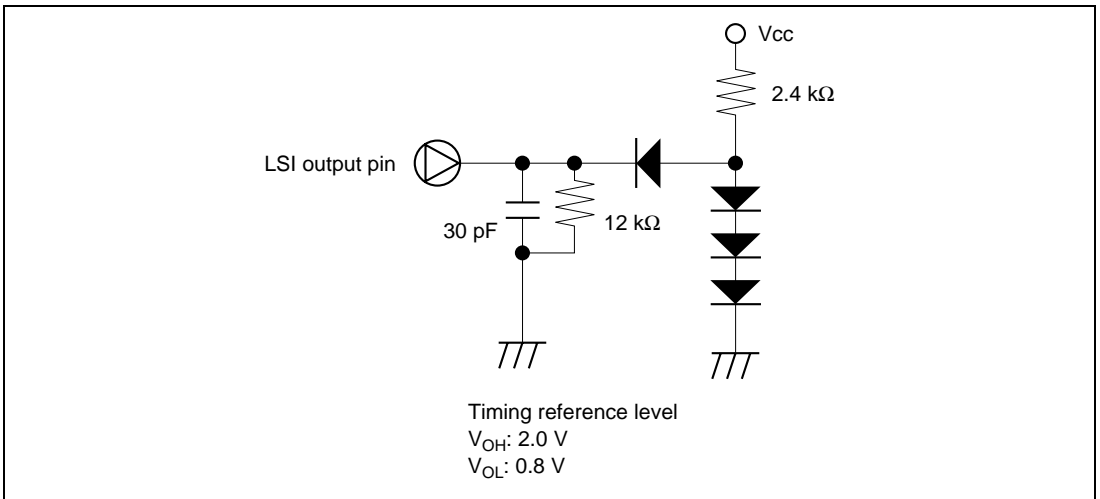 Vcc
2.4 kΩ
LSI output pin
30 pF
12 kΩ
Timing reference level
V_OH: 2.0 V
V_OL: 0.8 V